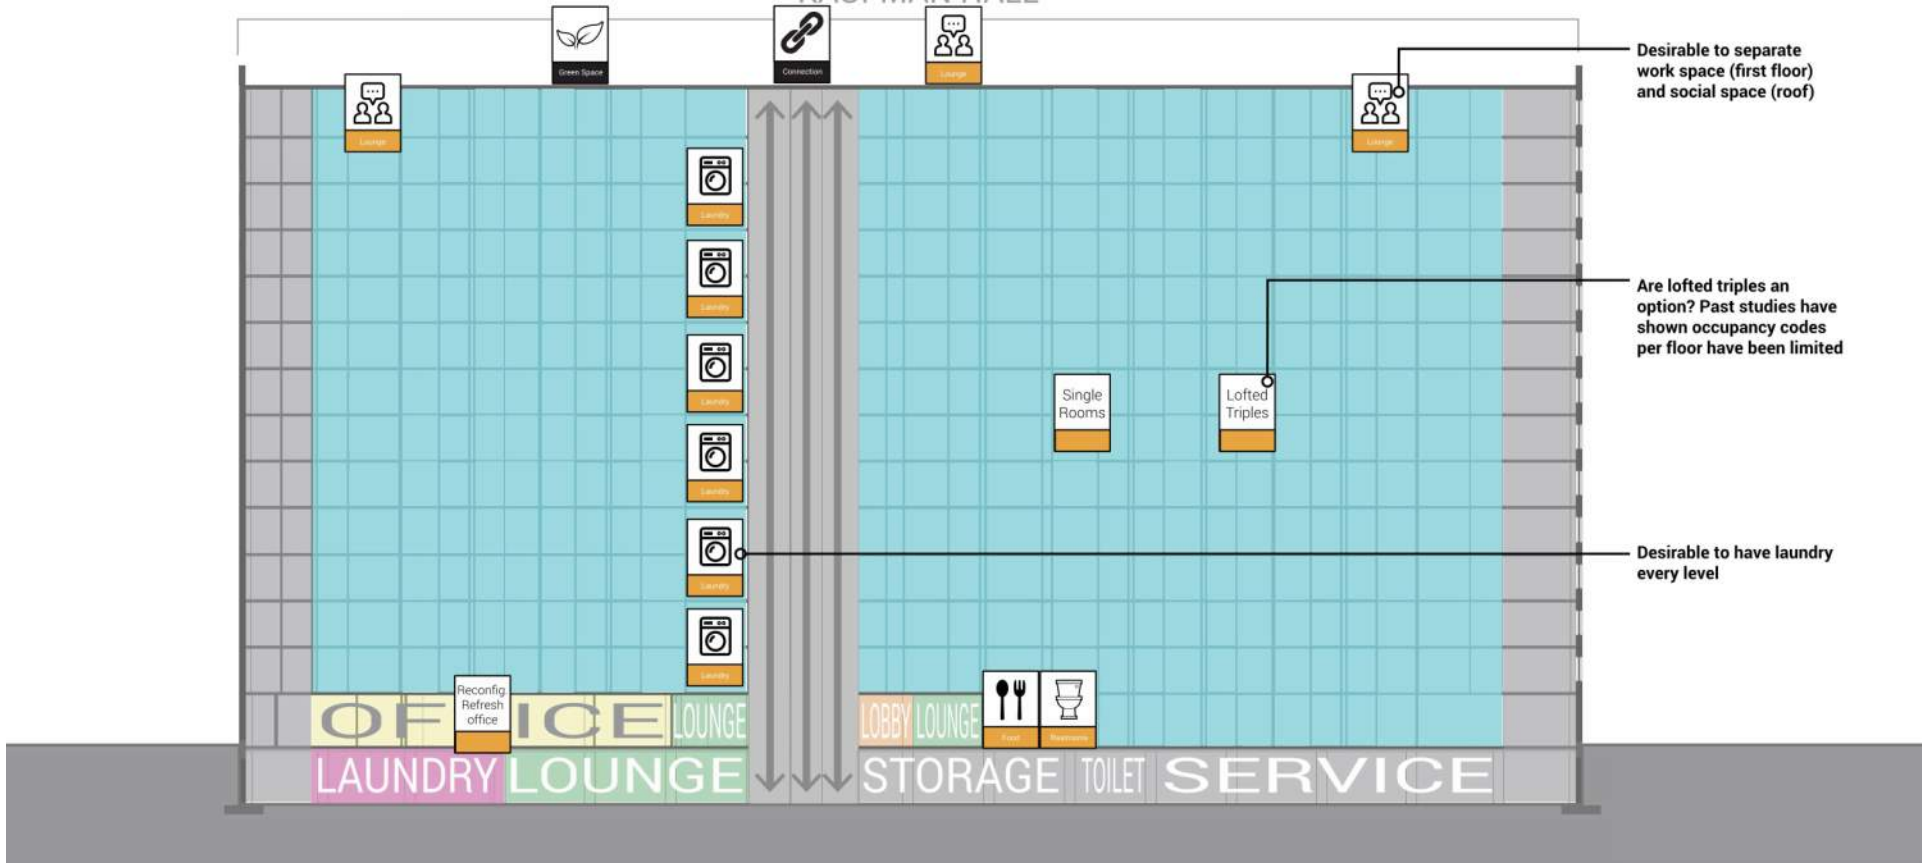 Green Space
Connection
Lounge
Lounge
Lounge
Desirable to separate
work space (first floor)
and social space (roof)
Laundry
Laundry
Are lofted triples an
option? Past studies have
shown occupancy codes
per floor have been limited
Laundry
Single
Rooms
Lofted
Triples
Laundry
Laundry
Desirable to have laundry
every level
Laundry
Reconfig
Refresh
office
OFFICE
LOUNGE
LOBBY
LOUNGE
Food
Restrooms
LAUNDRY
LOUNGE
STORAGE
TOILET
SERVICE